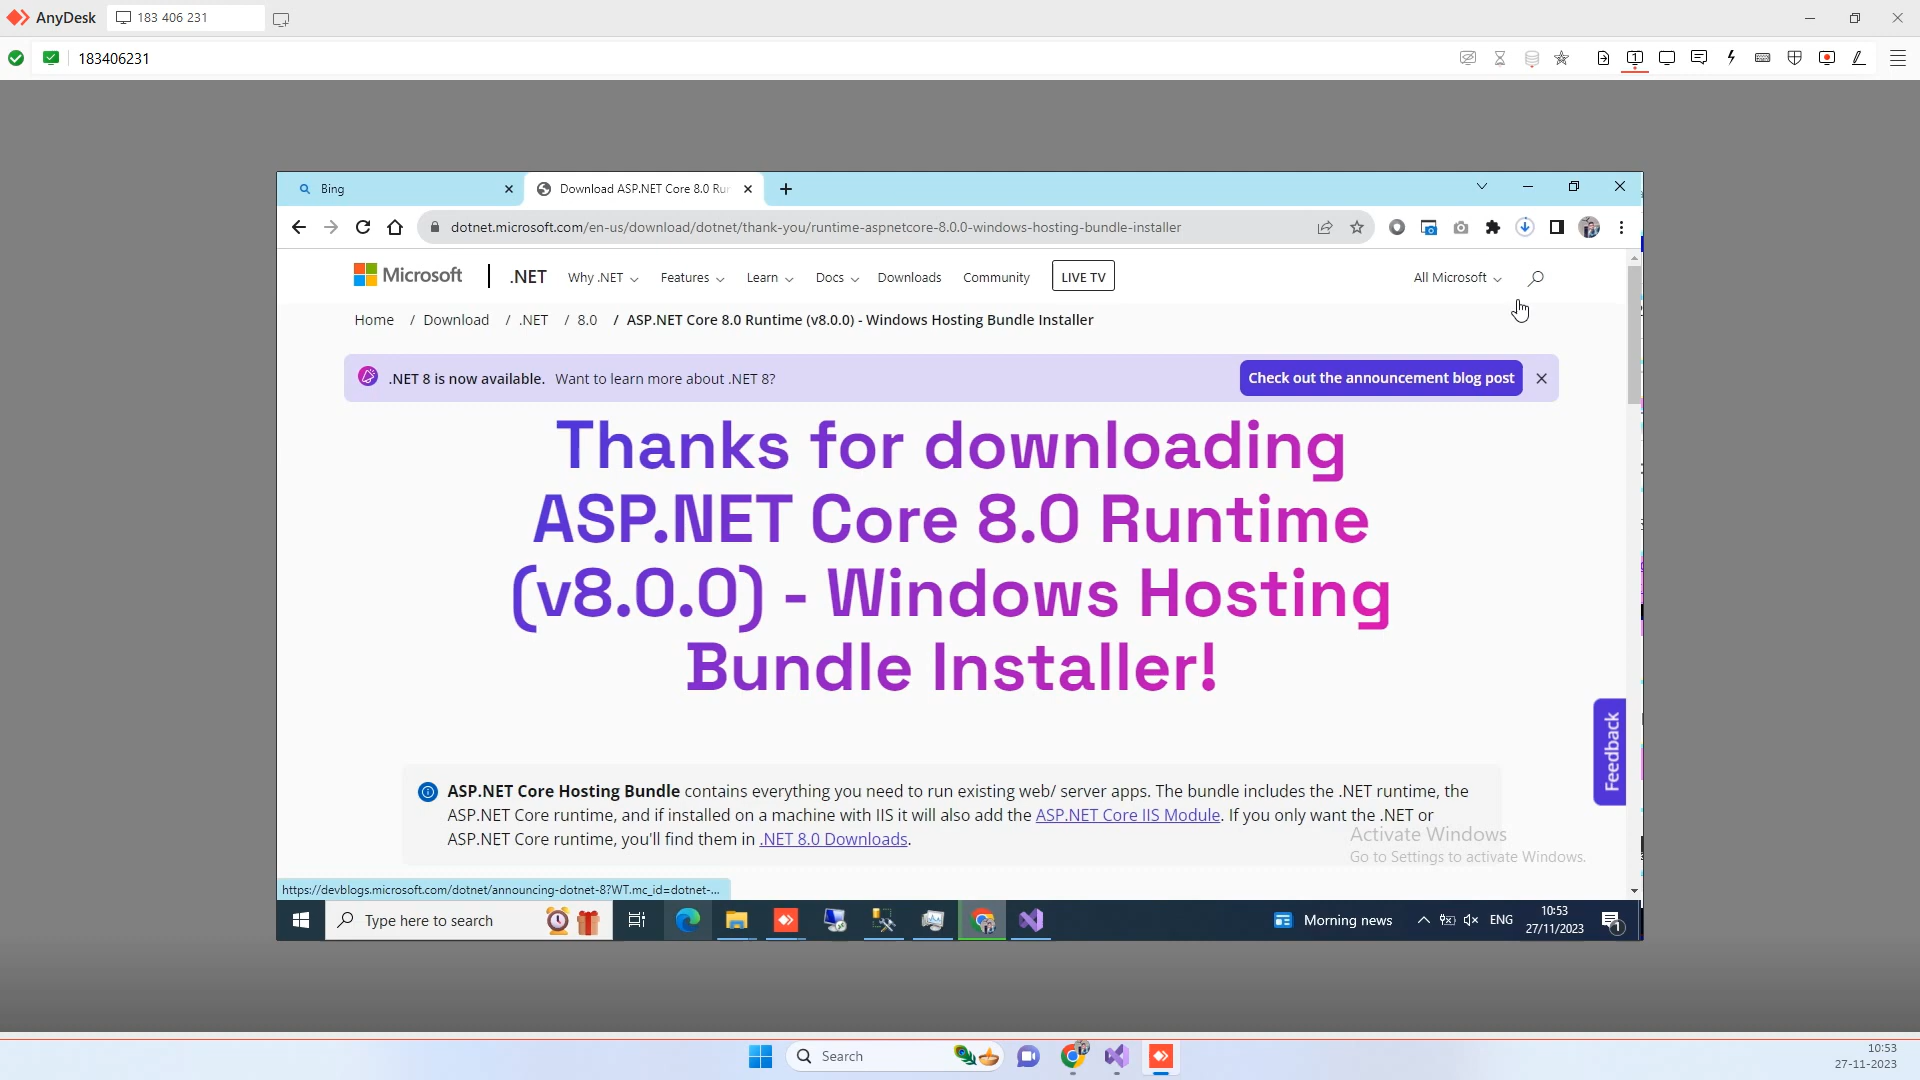 AnyDesk
183 406 231
183406231
Bing
Download ASP.NET Core 8.0 Run
dotnet.microsoft.com/en-us/download/dotnet/thank-you/runtime-aspnetcore-8.0.0-windows-hosting-bundle-installer
Microsoft
.NET
Why .NET
Features
Learn
Docs
Downloads
Community
LIVE TV
All Microsoft
Home / Download / .NET / 8.0 / ASP.NET Core 8.0 Runtime (v8.0.0) - Windows Hosting Bundle Installer
.NET 8 is now available. Want to learn more about .NET 8?
Check out the announcement blog post
Thanks for downloading
ASP.NET Core 8.0 Runtime
(v8.0.0) - Windows Hosting
Bundle Installer!
Feedback
ASP.NET Core Hosting Bundle contains everything you need to run existing web/ server apps. The bundle includes the .NET runtime, the
ASP.NET Core runtime, and if installed on a machine with IIS it will also add the ASP.NET Core IIS Module. If you only want the .NET or
ASP.NET Core runtime, you'll find them in .NET 8.0 Downloads.
Activate Windows
Go to Settings to activate Windows.
https://devblogs.microsoft.com/dotnet/announcing-dotnet-8?WT.mc_id=dotnet-...
Type here to search
Morning news
ENG
10:53
27/11/2023
1
Search
10:53
27-11-2023